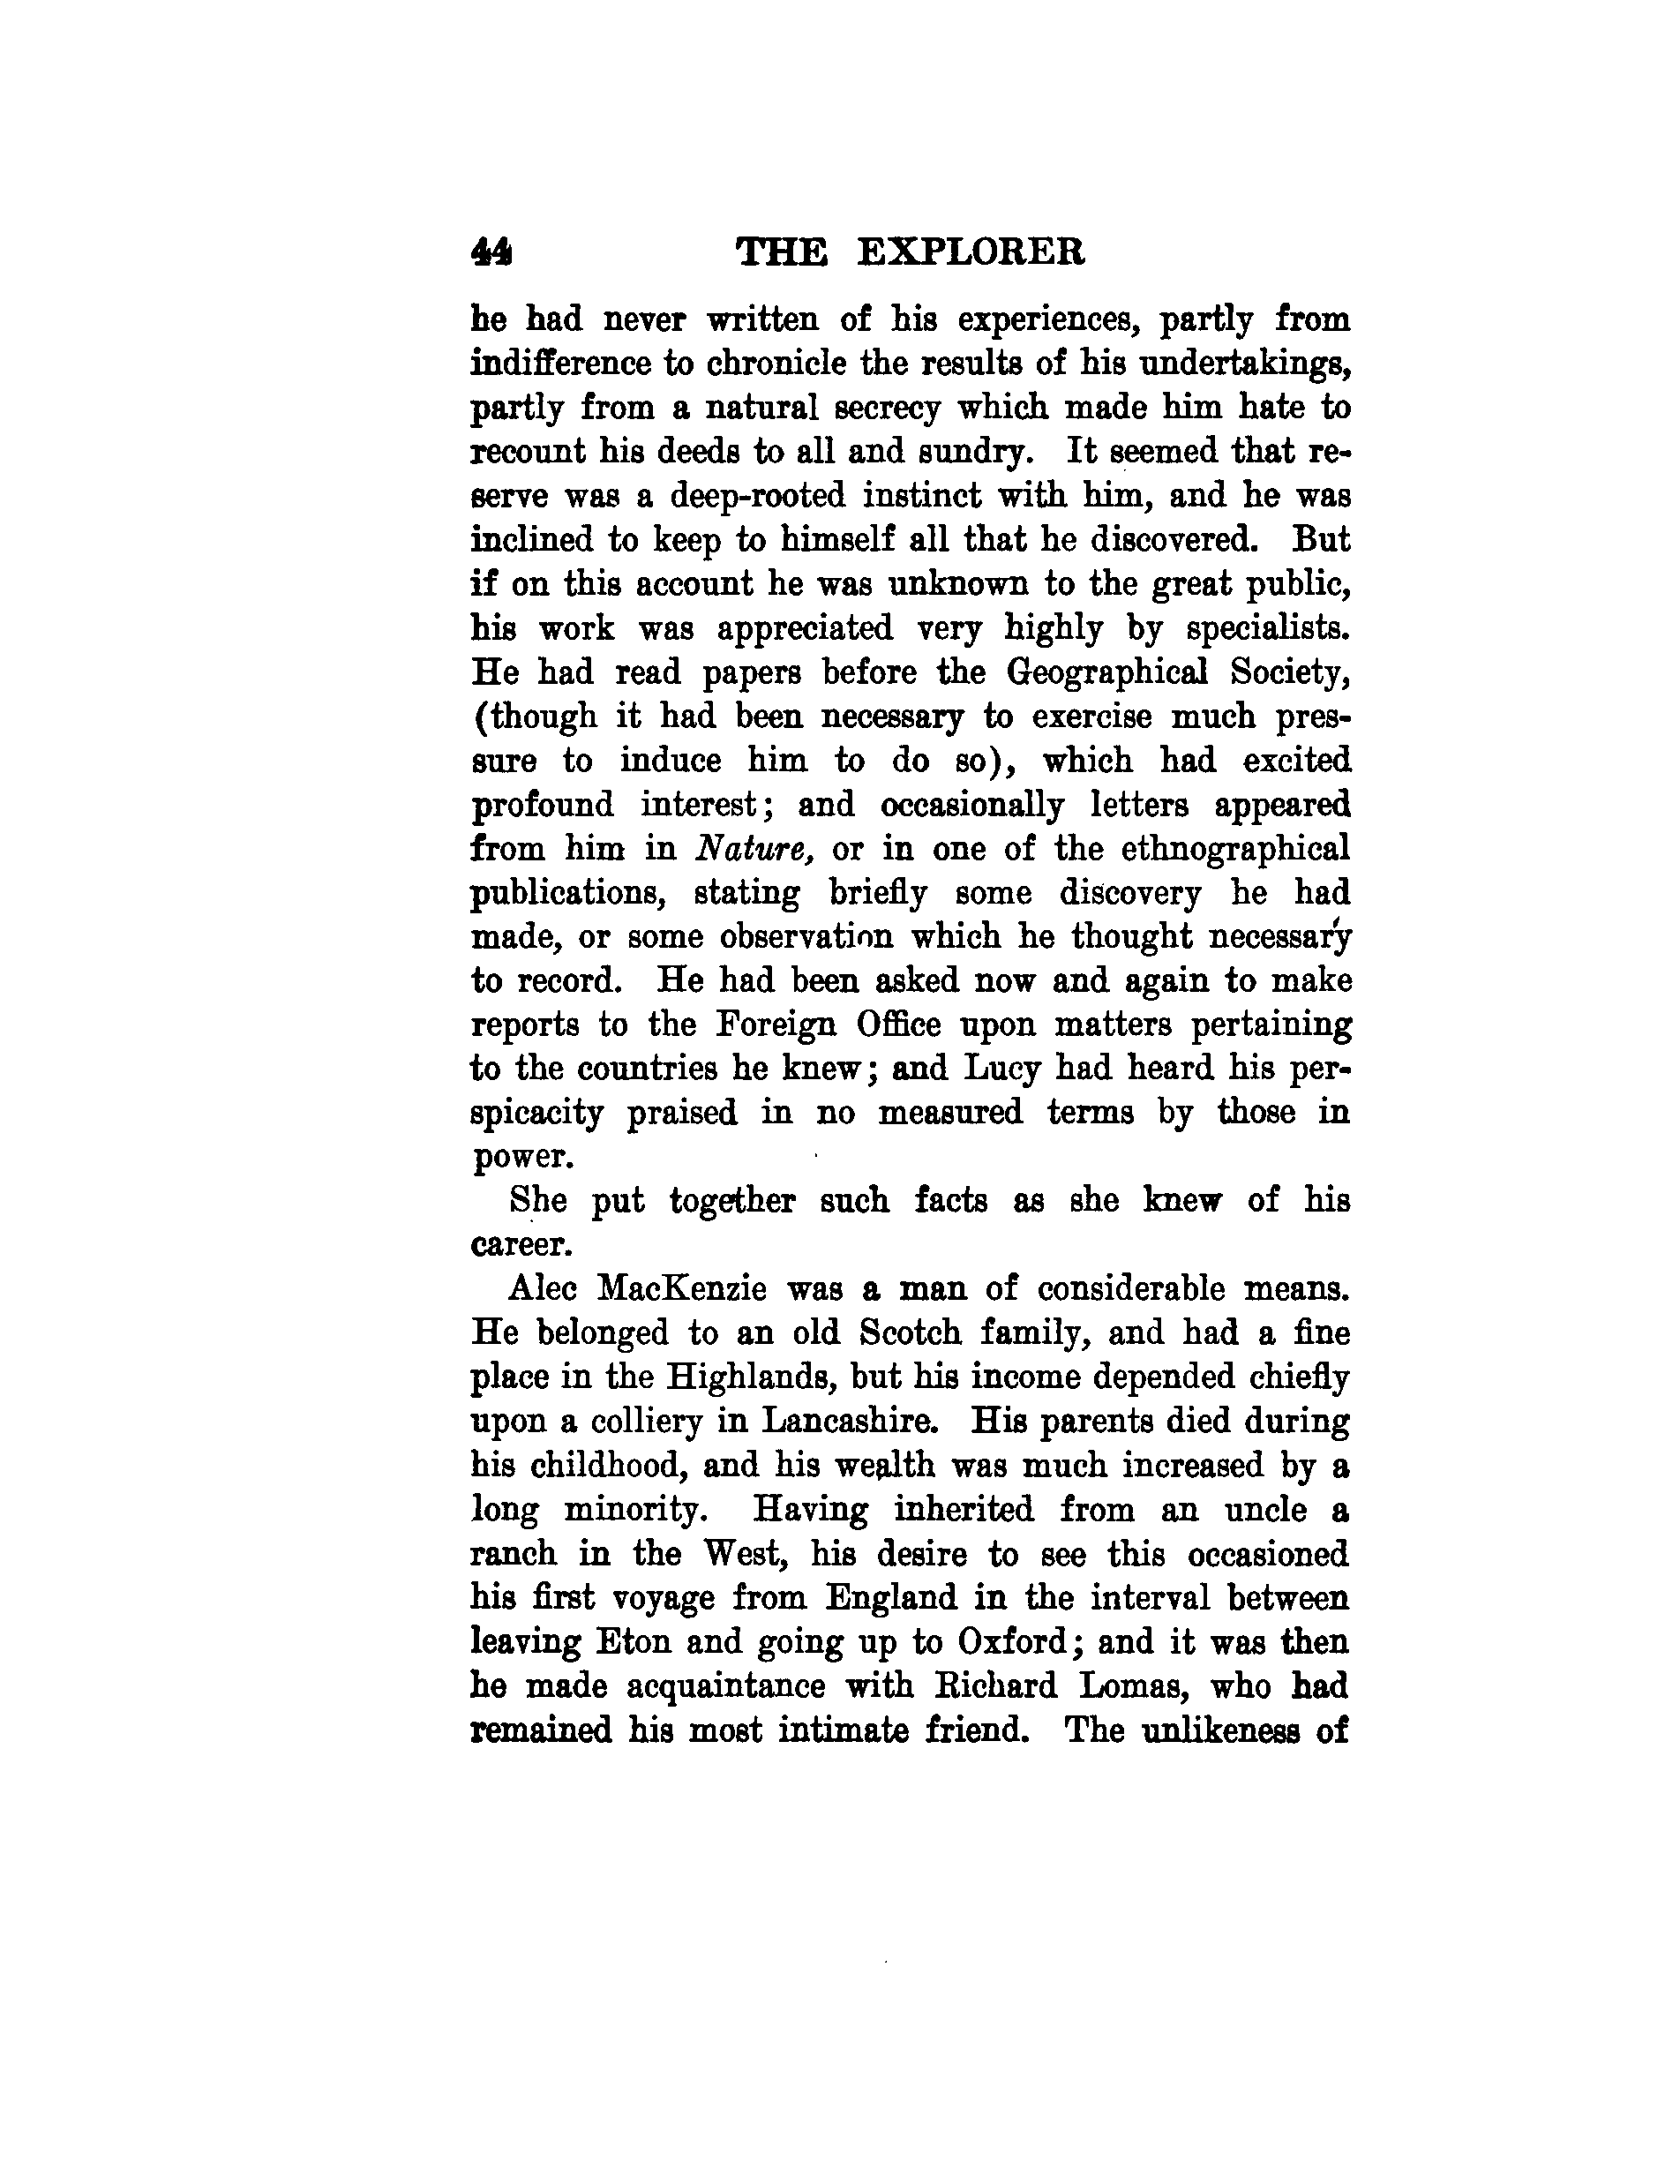 44 THE EXPLORER
he had never written of his experiences, partly from
indifference to chronicle the results of his undertakings,
partly from a natural secrecy which made him hate to
recount his deeds to all and sundry. It seemed that re-
serve was a deep-rooted instinct with him, and he was
inclined to keep to himself all that he discovered. But
if on this account he was unknown to the great public,
his work was appreciated very highly by specialists.
He had read papers before the Geographical Society,
(though it had been necessary to exercise much pres-
sure to induce him to do so), which had excited
profound interest; and occasionally letters appeared
from him in Nature, or in one of the ethnographical
publications, stating briefly some discovery he had
made, or some observation which he thought necessary
to record. He had been asked now and again to make
reports to the Foreign Office upon matters pertaining
to the countries he knew; and Lucy had heard his per-
spicacity praised in no measured terms by those in
power.
She put together such facts as she knew of his
career.
Alec MacKenzie was a man of considerable means.
He belonged to an old Scotch family, and had a fine
place in the Highlands, but his income depended chiefly
upon a colliery in Lancashire. His parents died during
his childhood, and his wealth was much increased by a
long minority. Having inherited from an uncle a
ranch in the West, his desire to see this occasioned
his first voyage from England in the interval between
leaving Eton and going up to Oxford; and it was then
he made acquaintance with Richard Lomas, who had
remained his most intimate friend. The unlikeness of